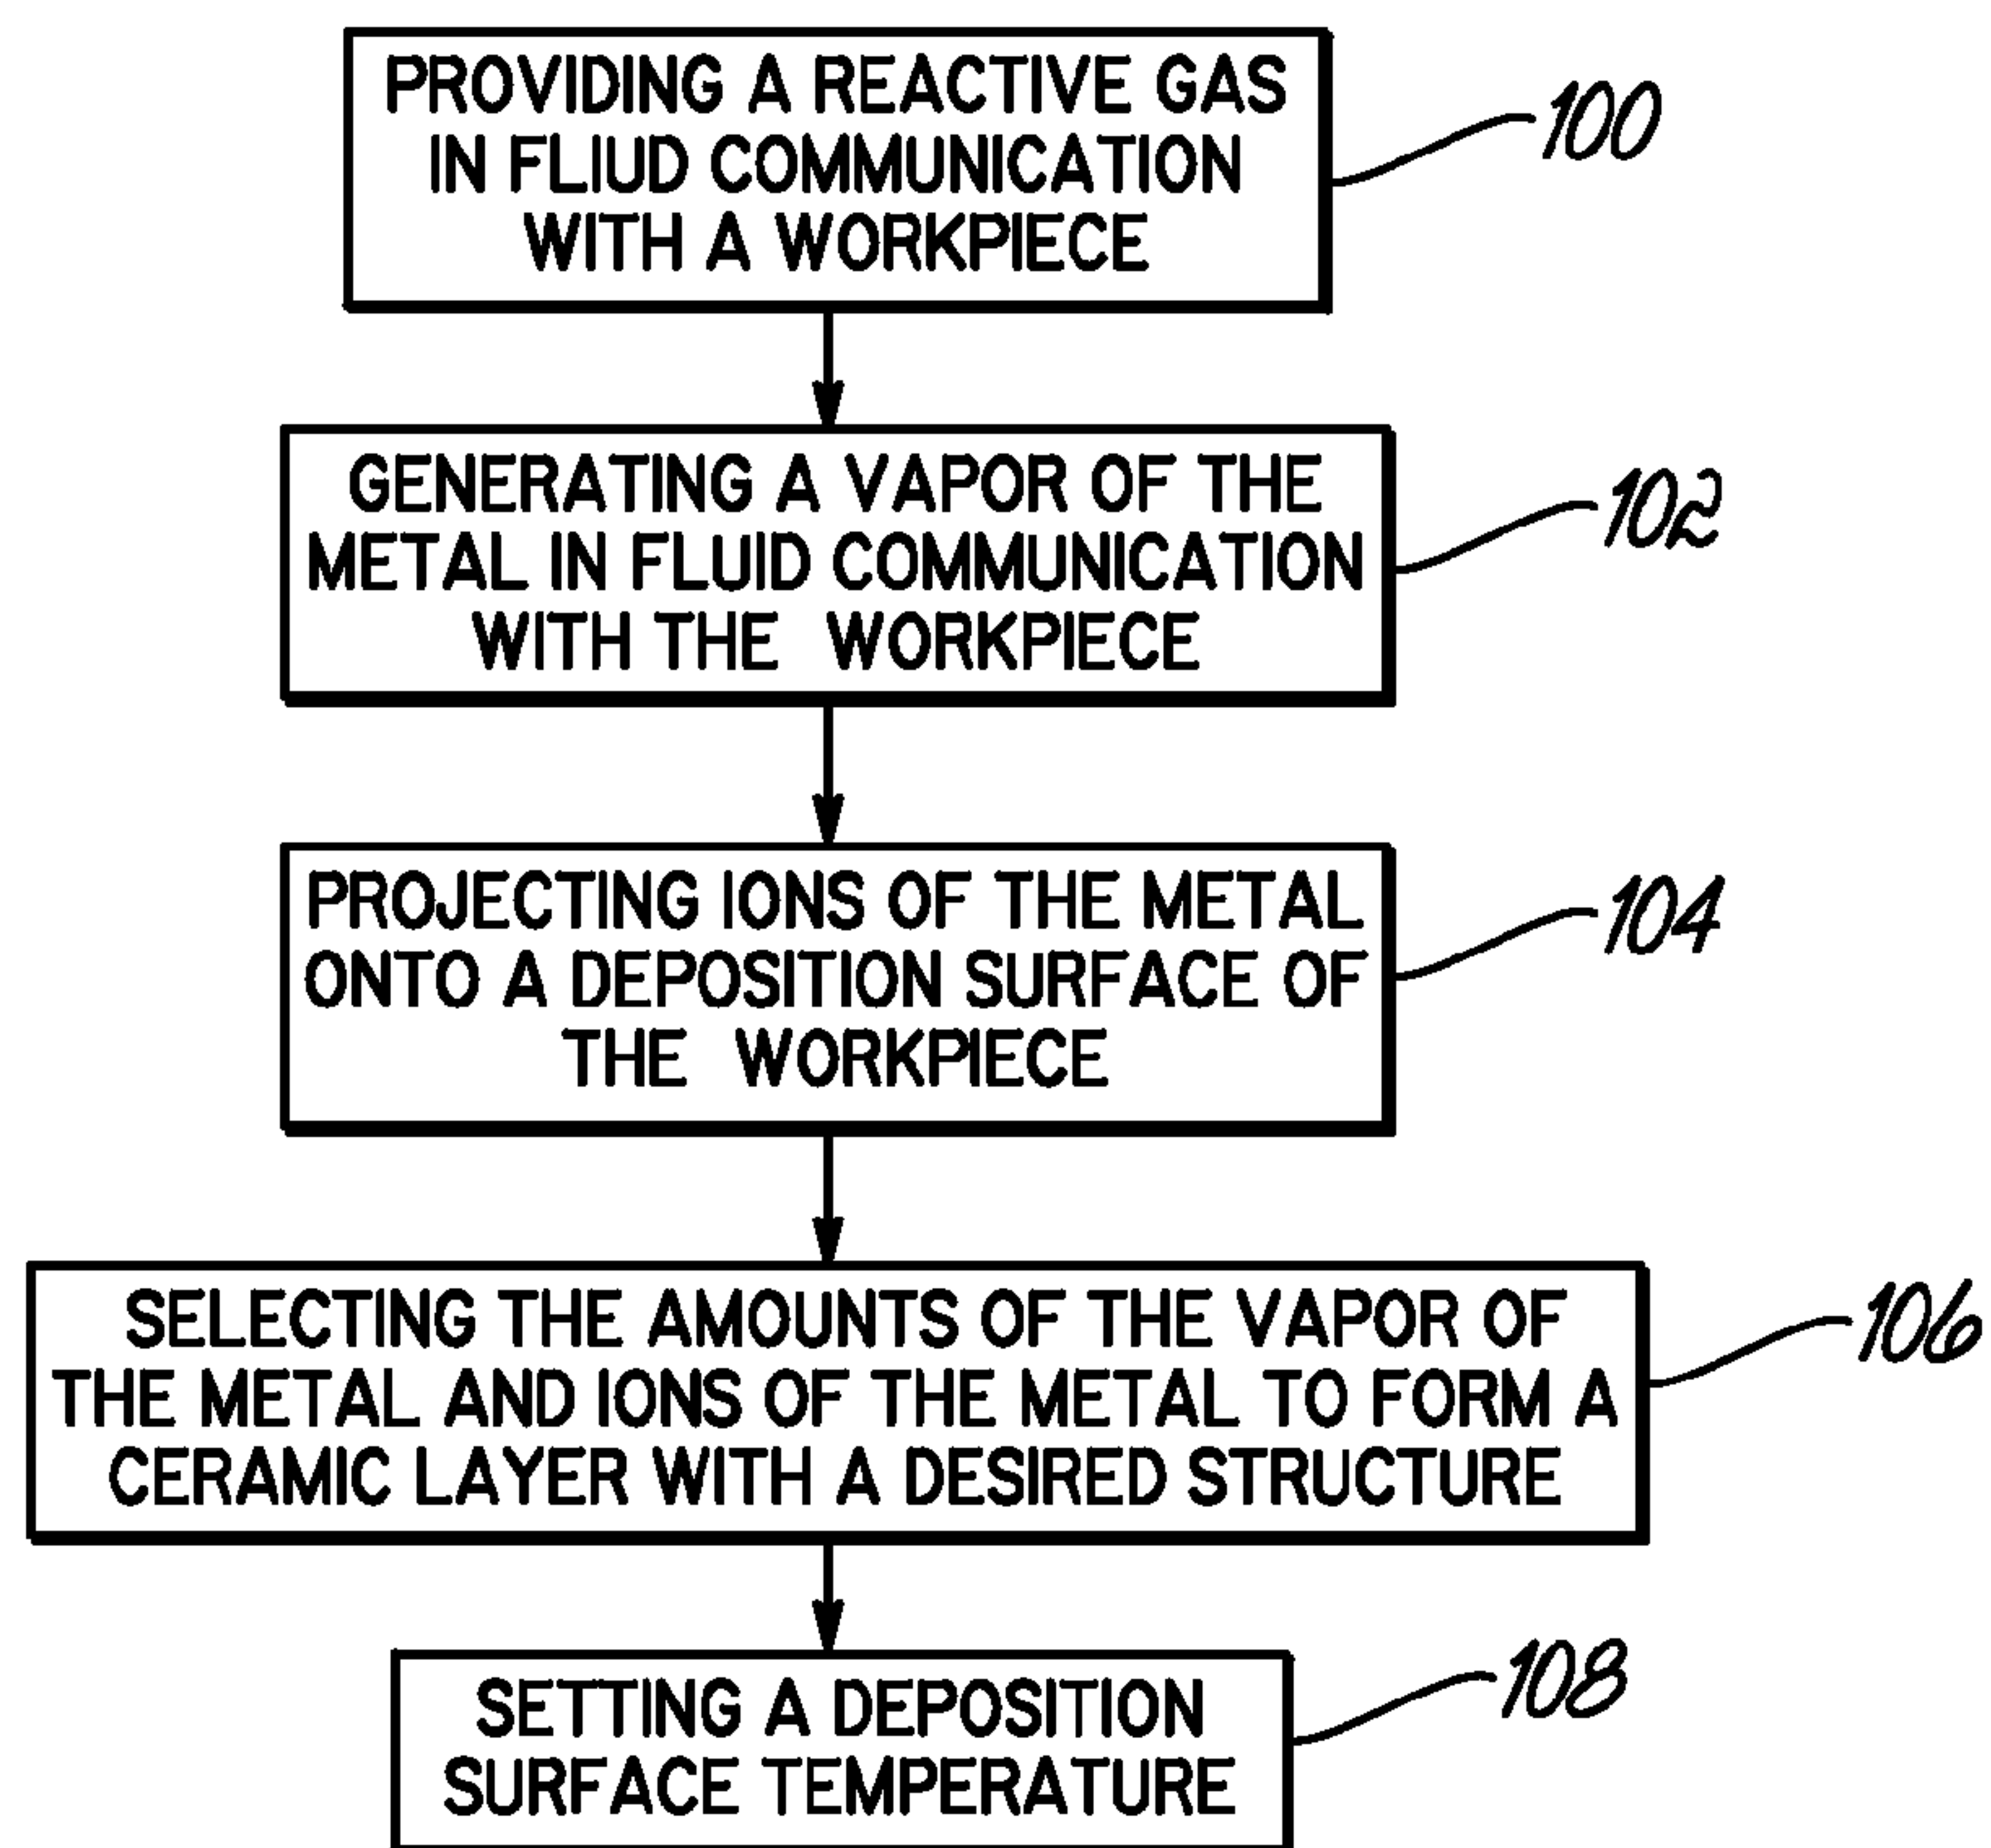 PROVIDING A REACTIVE GAS
IN FLIUD COMMUNICATION
WITH A WORKPIECE
100
GENERATING A VAPOR OF THE
METAL IN FLUID COMMUNICATION
WITH THE WORKPIECE
102
PROJECTING IONS OF THE METAL
ONTO A DEPOSITION SURFACE OF
THE WORKPIECE
104
SELECTING THE AMOUNTS OF THE VAPOR OF
THE METAL AND IONS OF THE METAL TO FORM A
CERAMIC LAYER WITH A DESIRED STRUCTURE
106
SETTING A DEPOSITION
SURFACE TEMPERATURE
108